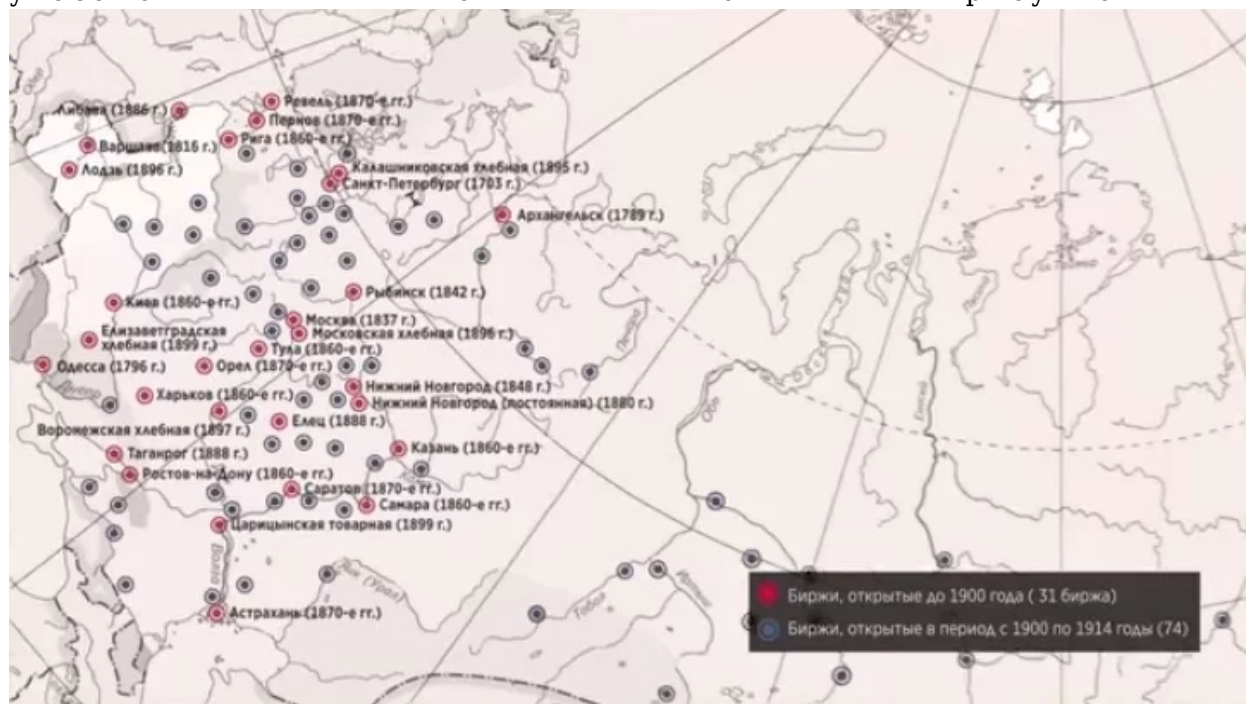 Либава (1886 г.)
Ревель (1870-е гг.)
Пернов (1870-е гг.)
Рига (1860-е гг.)
Варшава(1816 г.)
Лодзь (1896 г.)
Калашниковская хлебная (1895 г.)
Санкт-Петербург (1703 г.)
Архангельск (1789 г.)
Киев (1860-е гг.)
Рыбинск (1842 г.)
Москва (1837 г.)
Московская хлебная (1896 г.)
Елизаветградская
хлебная (1899 г.)
Тула (1860-е гг.)
Одесса (1796 г.)
Орел (1870-е гг.)
Нижний Новгород (1848 г.)
Нижний Новгород (постоянная) (1880 г.)
Харьков (1860-е гг.)
Днепр
Печора
Обь
Енисей
Елец (1888 г.)
Воронежская хлебная (1897 г.)
Таганрог (1888 г.)
Казань (1860-е гг.)
Ростов-на-Дону (1860-е гг.)
Саратов (1870-е гг.)
Самара (1860-е гг.)
Царицынская товарная (1899 г.)
Волга
Яик (Урал)
Тобол
Иртыш
Астрахань (1870-е гг.)
Биржи, открытые до 1900 года ( 31 биржа)
Биржи, открытые в период с 1900 по 1914 годы (74)